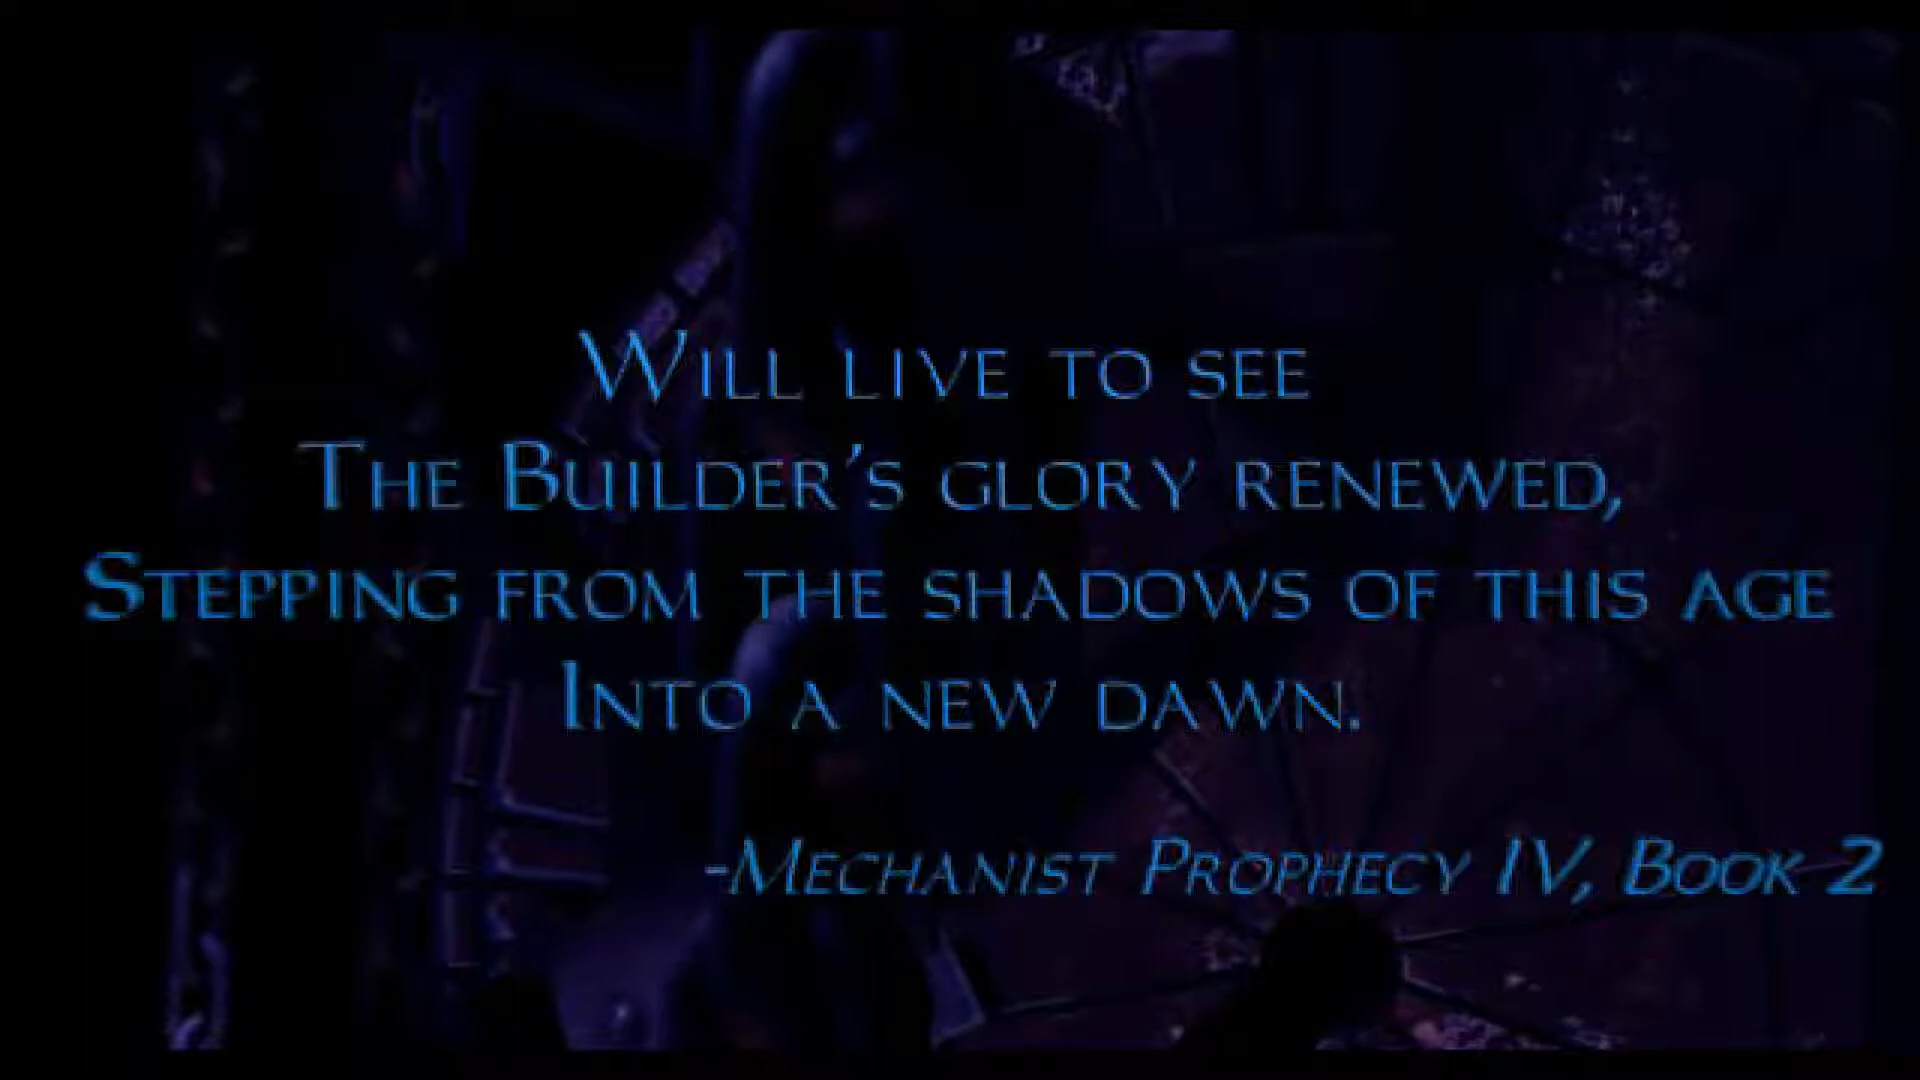 Will live to see
The Builder's glory renewed,
Stepping from the shadows of this age
Into a new dawn.
-Mechanist Prophecy IV, Book 2